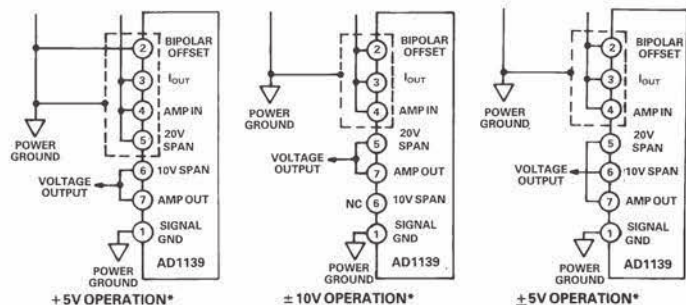 2
BIPOLAR
OFFSET
3
IOUT
4
AMP IN
5
20V
SPAN
POWER
GROUND
6
10V SPAN
VOLTAGE
OUTPUT
7
AMP OUT
1
SIGNAL
GND
POWER
GROUND
AD1139
+5V OPERATION*
2
BIPOLAR
OFFSET
3
IOUT
4
AMP IN
POWER
GROUND
5
20V
SPAN
VOLTAGE
OUTPUT
7
AMP OUT
NC
6
10V SPAN
1
SIGNAL
GND
POWER
GROUND
AD1139
±10V OPERATION*
2
BIPOLAR
OFFSET
3
IOUT
4
AMP IN
POWER
GROUND
5
20V
SPAN
VOLTAGE
OUTPUT
6
10V SPAN
7
AMP OUT
1
SIGNAL
GND
POWER
GROUND
AD1139
±5V OPERATION*